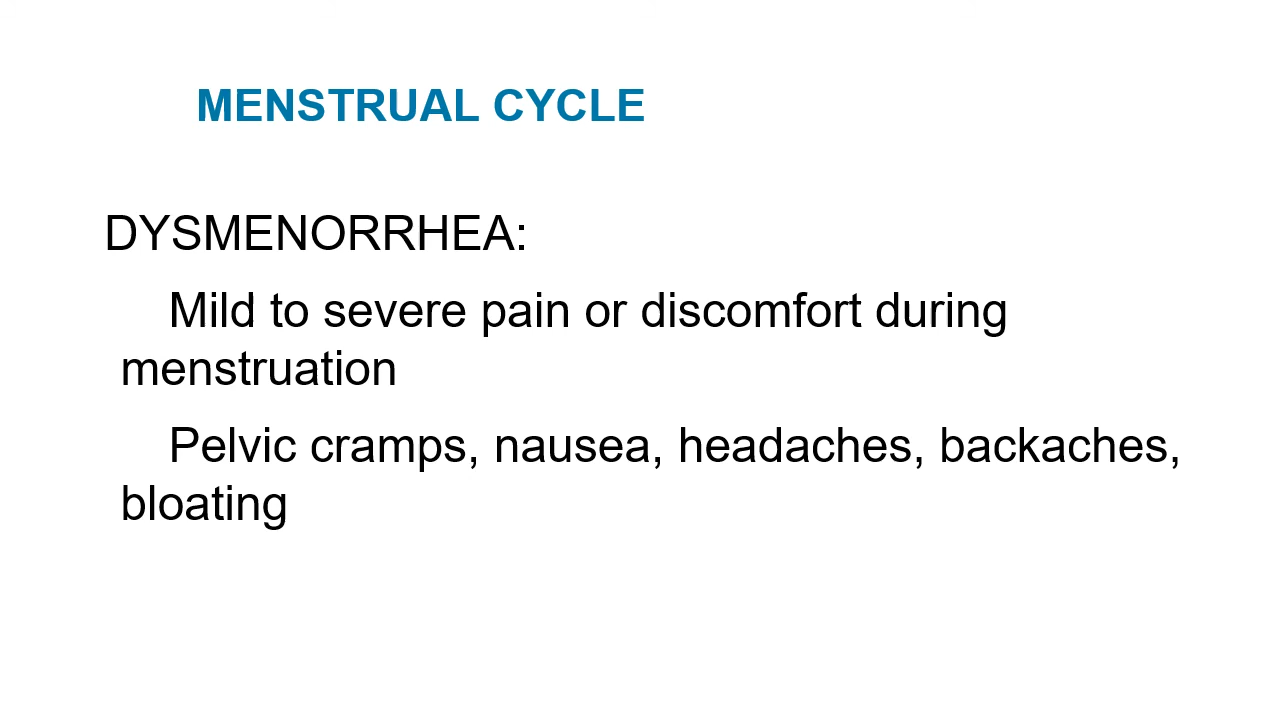 MENSTRUAL CYCLE
DYSMENORRHEA:
Mild to severe pain or discomfort during
menstruation
Pelvic cramps, nausea, headaches, backaches,
bloating